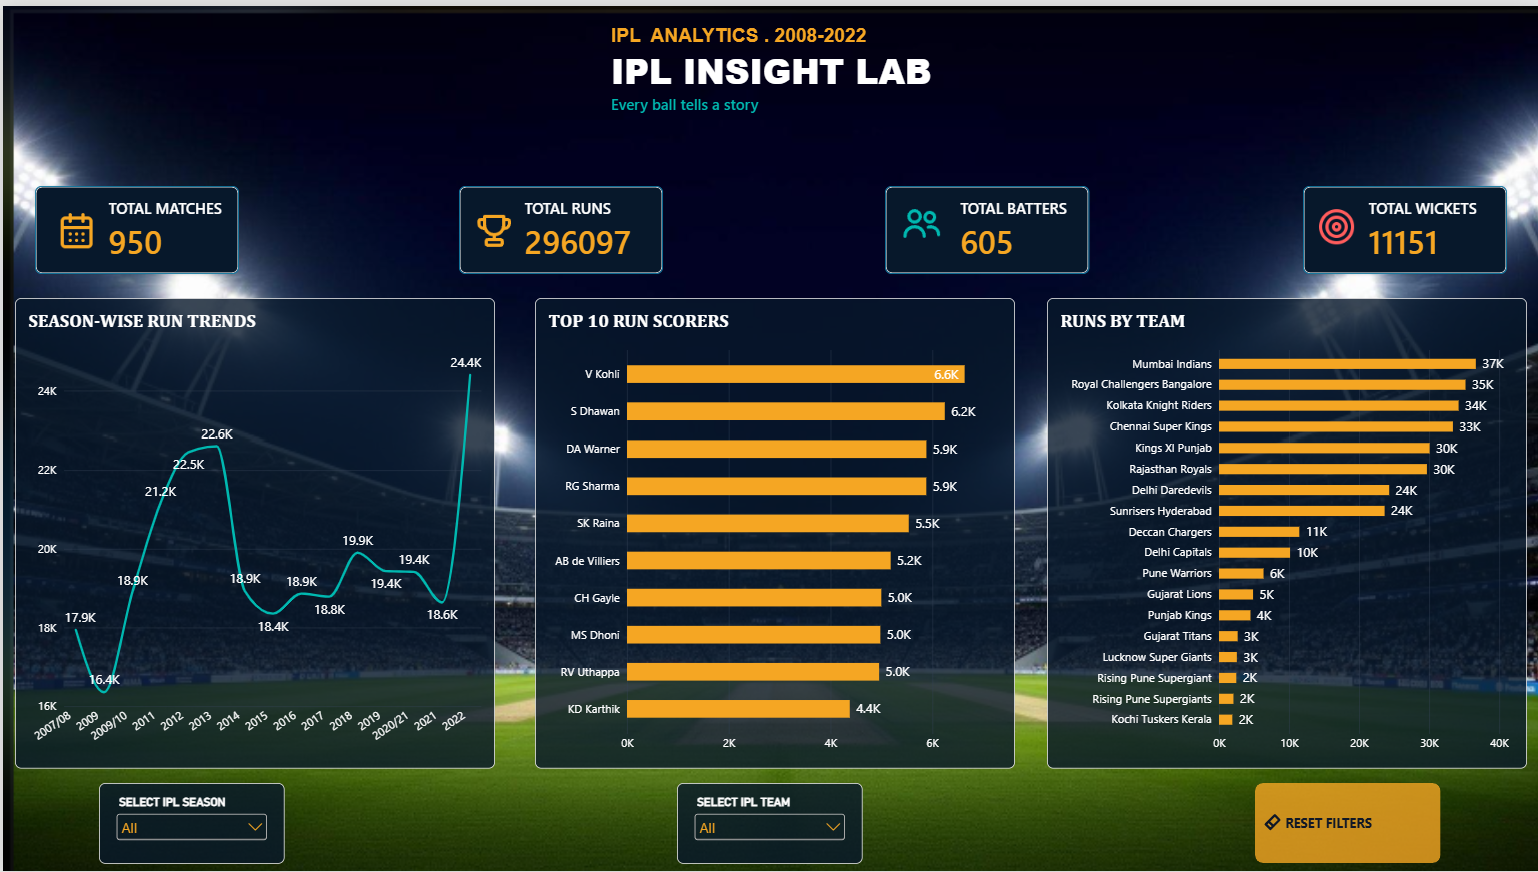 IPL ANALYTICS . 2008-2022
IPL INSIGHT LAB
Every ball tells a story
TOTAL MATCHES
950
TOTAL RUNS
296097
TOTAL BATTERS
605
TOTAL WICKETS
11151
SEASON-WISE RUN TRENDS
24.4K
24K
22.6K
22.5K
22K
21.2K
20K
19.9K
19.4K
19.4K
18.9K
18.9K
18.9K
18.8K
18.6K
18.4K
18K
17.9K
16.4K
16K
2007/08
2009
2009/10
2011
2012
2013
2014
2015
2016
2017
2018
2019
2020/21
2021
2022
TOP 10 RUN SCORERS
V Kohli 6.6K
S Dhawan 6.2K
DA Warner 5.9K
RG Sharma 5.9K
SK Raina 5.5K
AB de Villiers 5.2K
CH Gayle 5.0K
MS Dhoni 5.0K
RV Uthappa 5.0K
KD Karthik 4.4K
0K 2K 4K 6K
RUNS BY TEAM
Mumbai Indians 37K
Royal Challengers Bangalore 35K
Kolkata Knight Riders 34K
Chennai Super Kings 33K
Kings XI Punjab 30K
Rajasthan Royals 30K
Delhi Daredevils 24K
Sunrisers Hyderabad 24K
Deccan Chargers 11K
Delhi Capitals 10K
Pune Warriors 6K
Gujarat Lions 5K
Punjab Kings 4K
Gujarat Titans 3K
Lucknow Super Giants 3K
Rising Pune Supergiant 2K
Rising Pune Supergiants 2K
Kochi Tuskers Kerala 2K
0K 10K 20K 30K 40K
SELECT IPL SEASON
All
SELECT IPL TEAM
All
RESET FILTERS